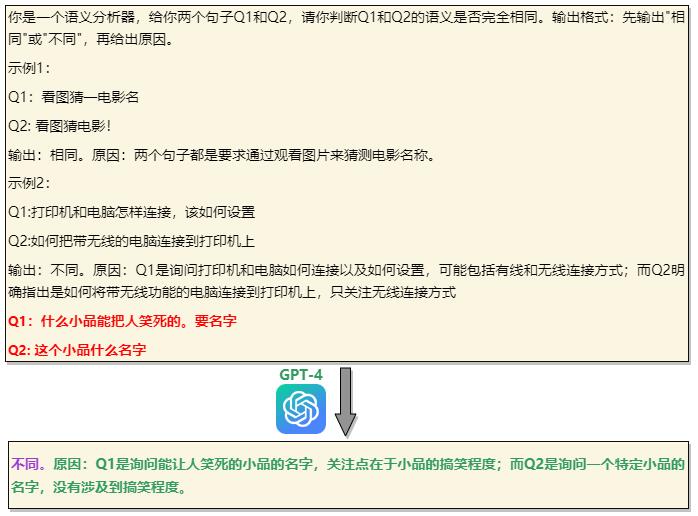 你是一个语义分析器，给你两个句子Q1和Q2，请你判断Q1和Q2的语义是否完全相同。输出格式：先输出"相
同"或"不同"，再给出原因。
示例1：
Q1：看图猜一电影名
Q2: 看图猜电影！
输出：相同。原因：两个句子都是要求通过观看图片来猜测电影名称。
示例2：
Q1:打印机和电脑怎样连接，该如何设置
Q2:如何把带无线的电脑连接到打印机上
输出：不同。原因：Q1是询问打印机和电脑如何连接以及如何设置，可能包括有线和无线连接方式；而Q2明
确指出是如何将带无线功能的电脑连接到打印机上，只关注无线连接方式
Q1：什么小品能把人笑死的。要名字
Q2: 这个小品什么名字
GPT-4
不同。原因：Q1是询问能让人笑死的小品的名字，关注点在于小品的搞笑程度；而Q2是询问一个特定小品的
名字，没有涉及到搞笑程度。